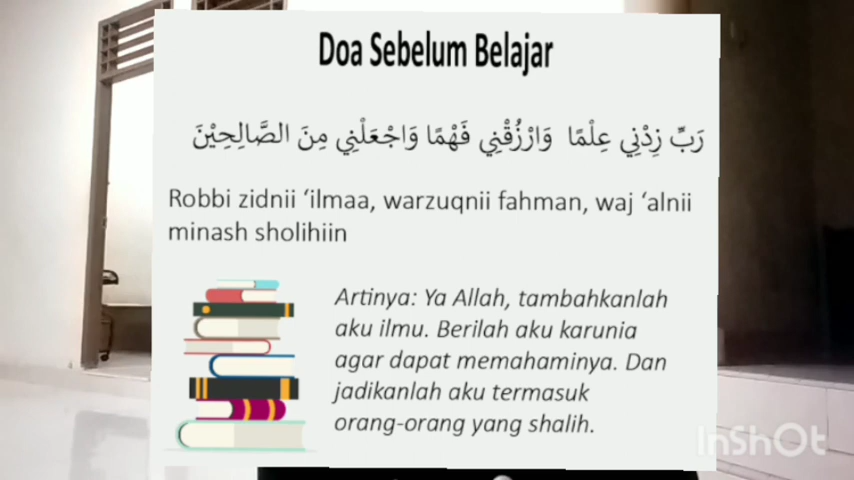 Doa Sebelum Belajar
رَبِّ زِدْنِي عِلْمًا وَارْزُقْنِي فَهْمًا وَاجْعَلْنِي مِنَ الصَّالِحِيْنَ
Robbi zidnii ‘ilmaa, warzuqnii fahman, waj ‘alnii
minash sholihiin
Artinya: Ya Allah, tambahkanlah
aku ilmu. Berilah aku karunia
agar dapat memahaminya. Dan
jadikanlah aku termasuk
orang-orang yang shalih.
InShOt